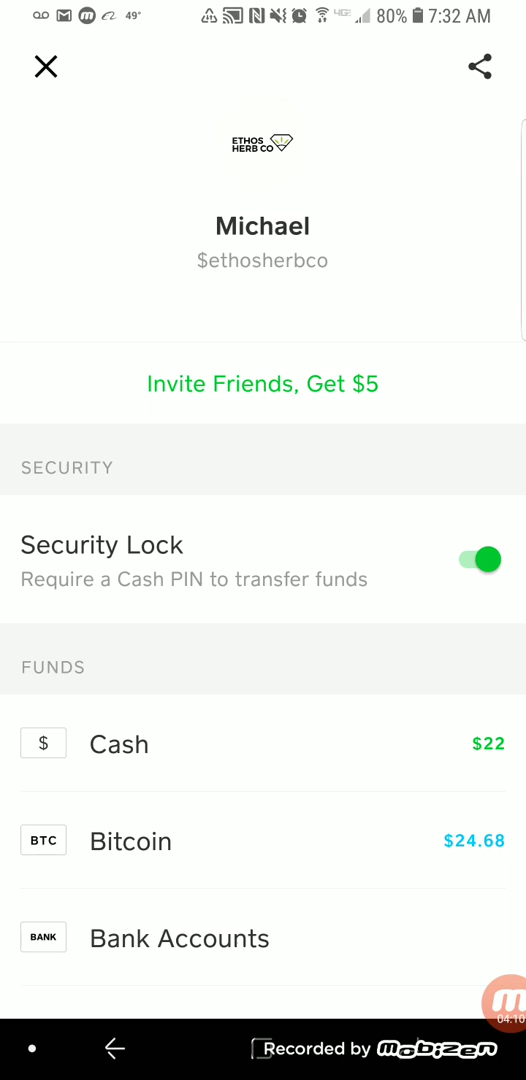 49° 4G 80% 7:32 AM
ETHOS
HERB CO
Michael
$ethosherbco
Invite Friends, Get $5
SECURITY
Security Lock
Require a Cash PIN to transfer funds
FUNDS
$ Cash $22
BTC Bitcoin $24.68
BANK Bank Accounts
04:10
Recorded by mobizen